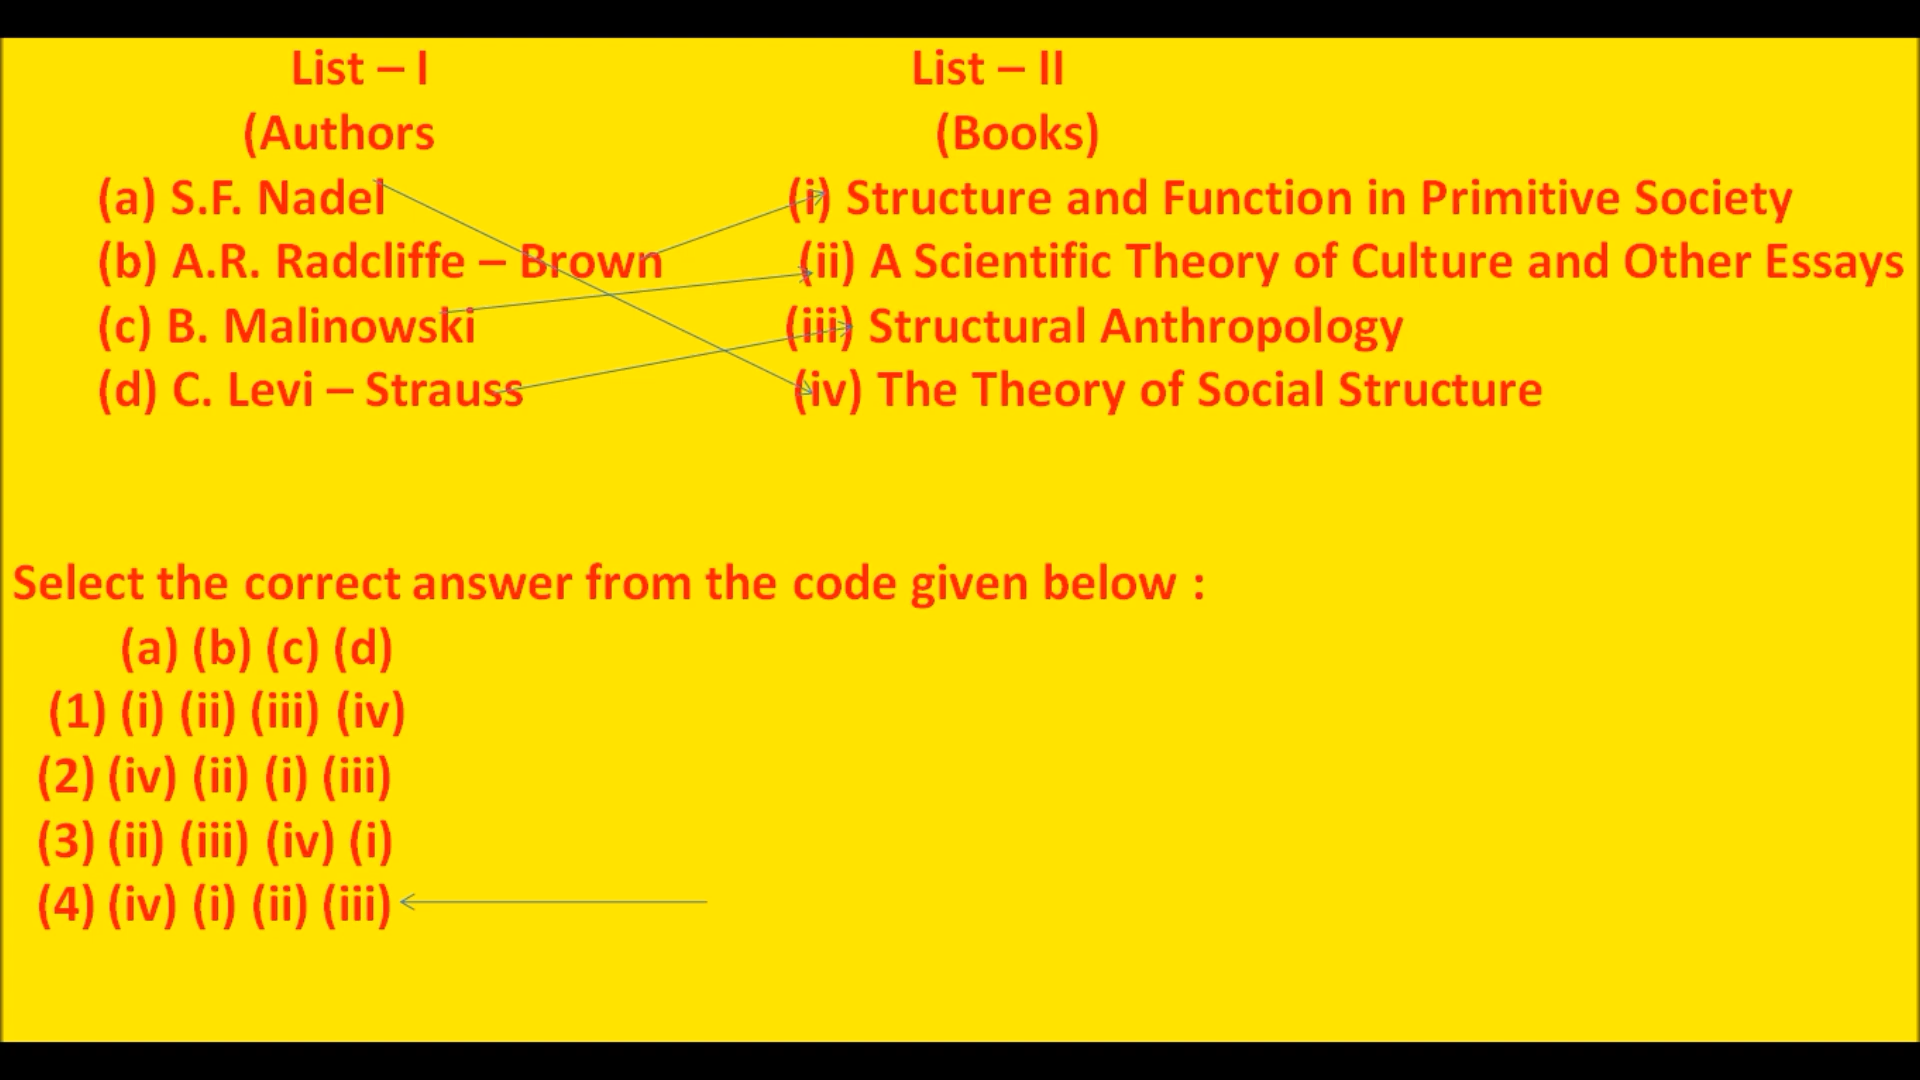 List – I List – II
(Authors (Books)
(a) S.F. Nadel (i) Structure and Function in Primitive Society
(b) A.R. Radcliffe – Brown (ii) A Scientific Theory of Culture and Other Essays
(c) B. Malinowski (iii) Structural Anthropology
(d) C. Levi – Strauss (iv) The Theory of Social Structure
Select the correct answer from the code given below :
(a) (b) (c) (d)
(1) (i) (ii) (iii) (iv)
(2) (iv) (ii) (i) (iii)
(3) (ii) (iii) (iv) (i)
(4) (iv) (i) (ii) (iii)